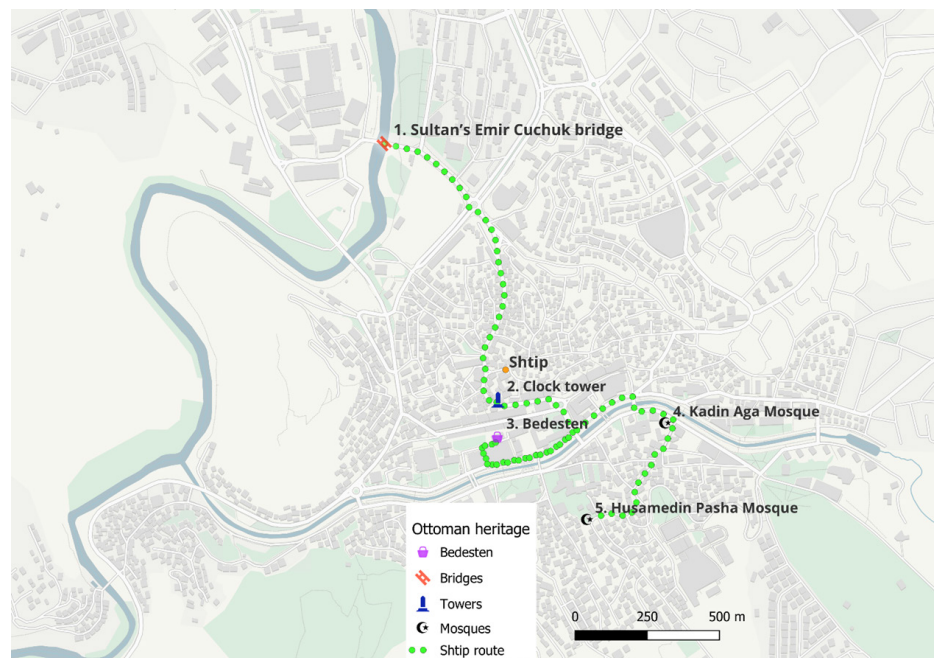 1. Sultan's Emir Cuchuk bridge
Shtip
2. Clock tower
3. Bedesten
4. Kadin Aga Mosque
5. Husamedin Pasha Mosque
Ottoman heritage
Bedesten
Bridges
Towers
Mosques
Shtip route
0 250 500 m